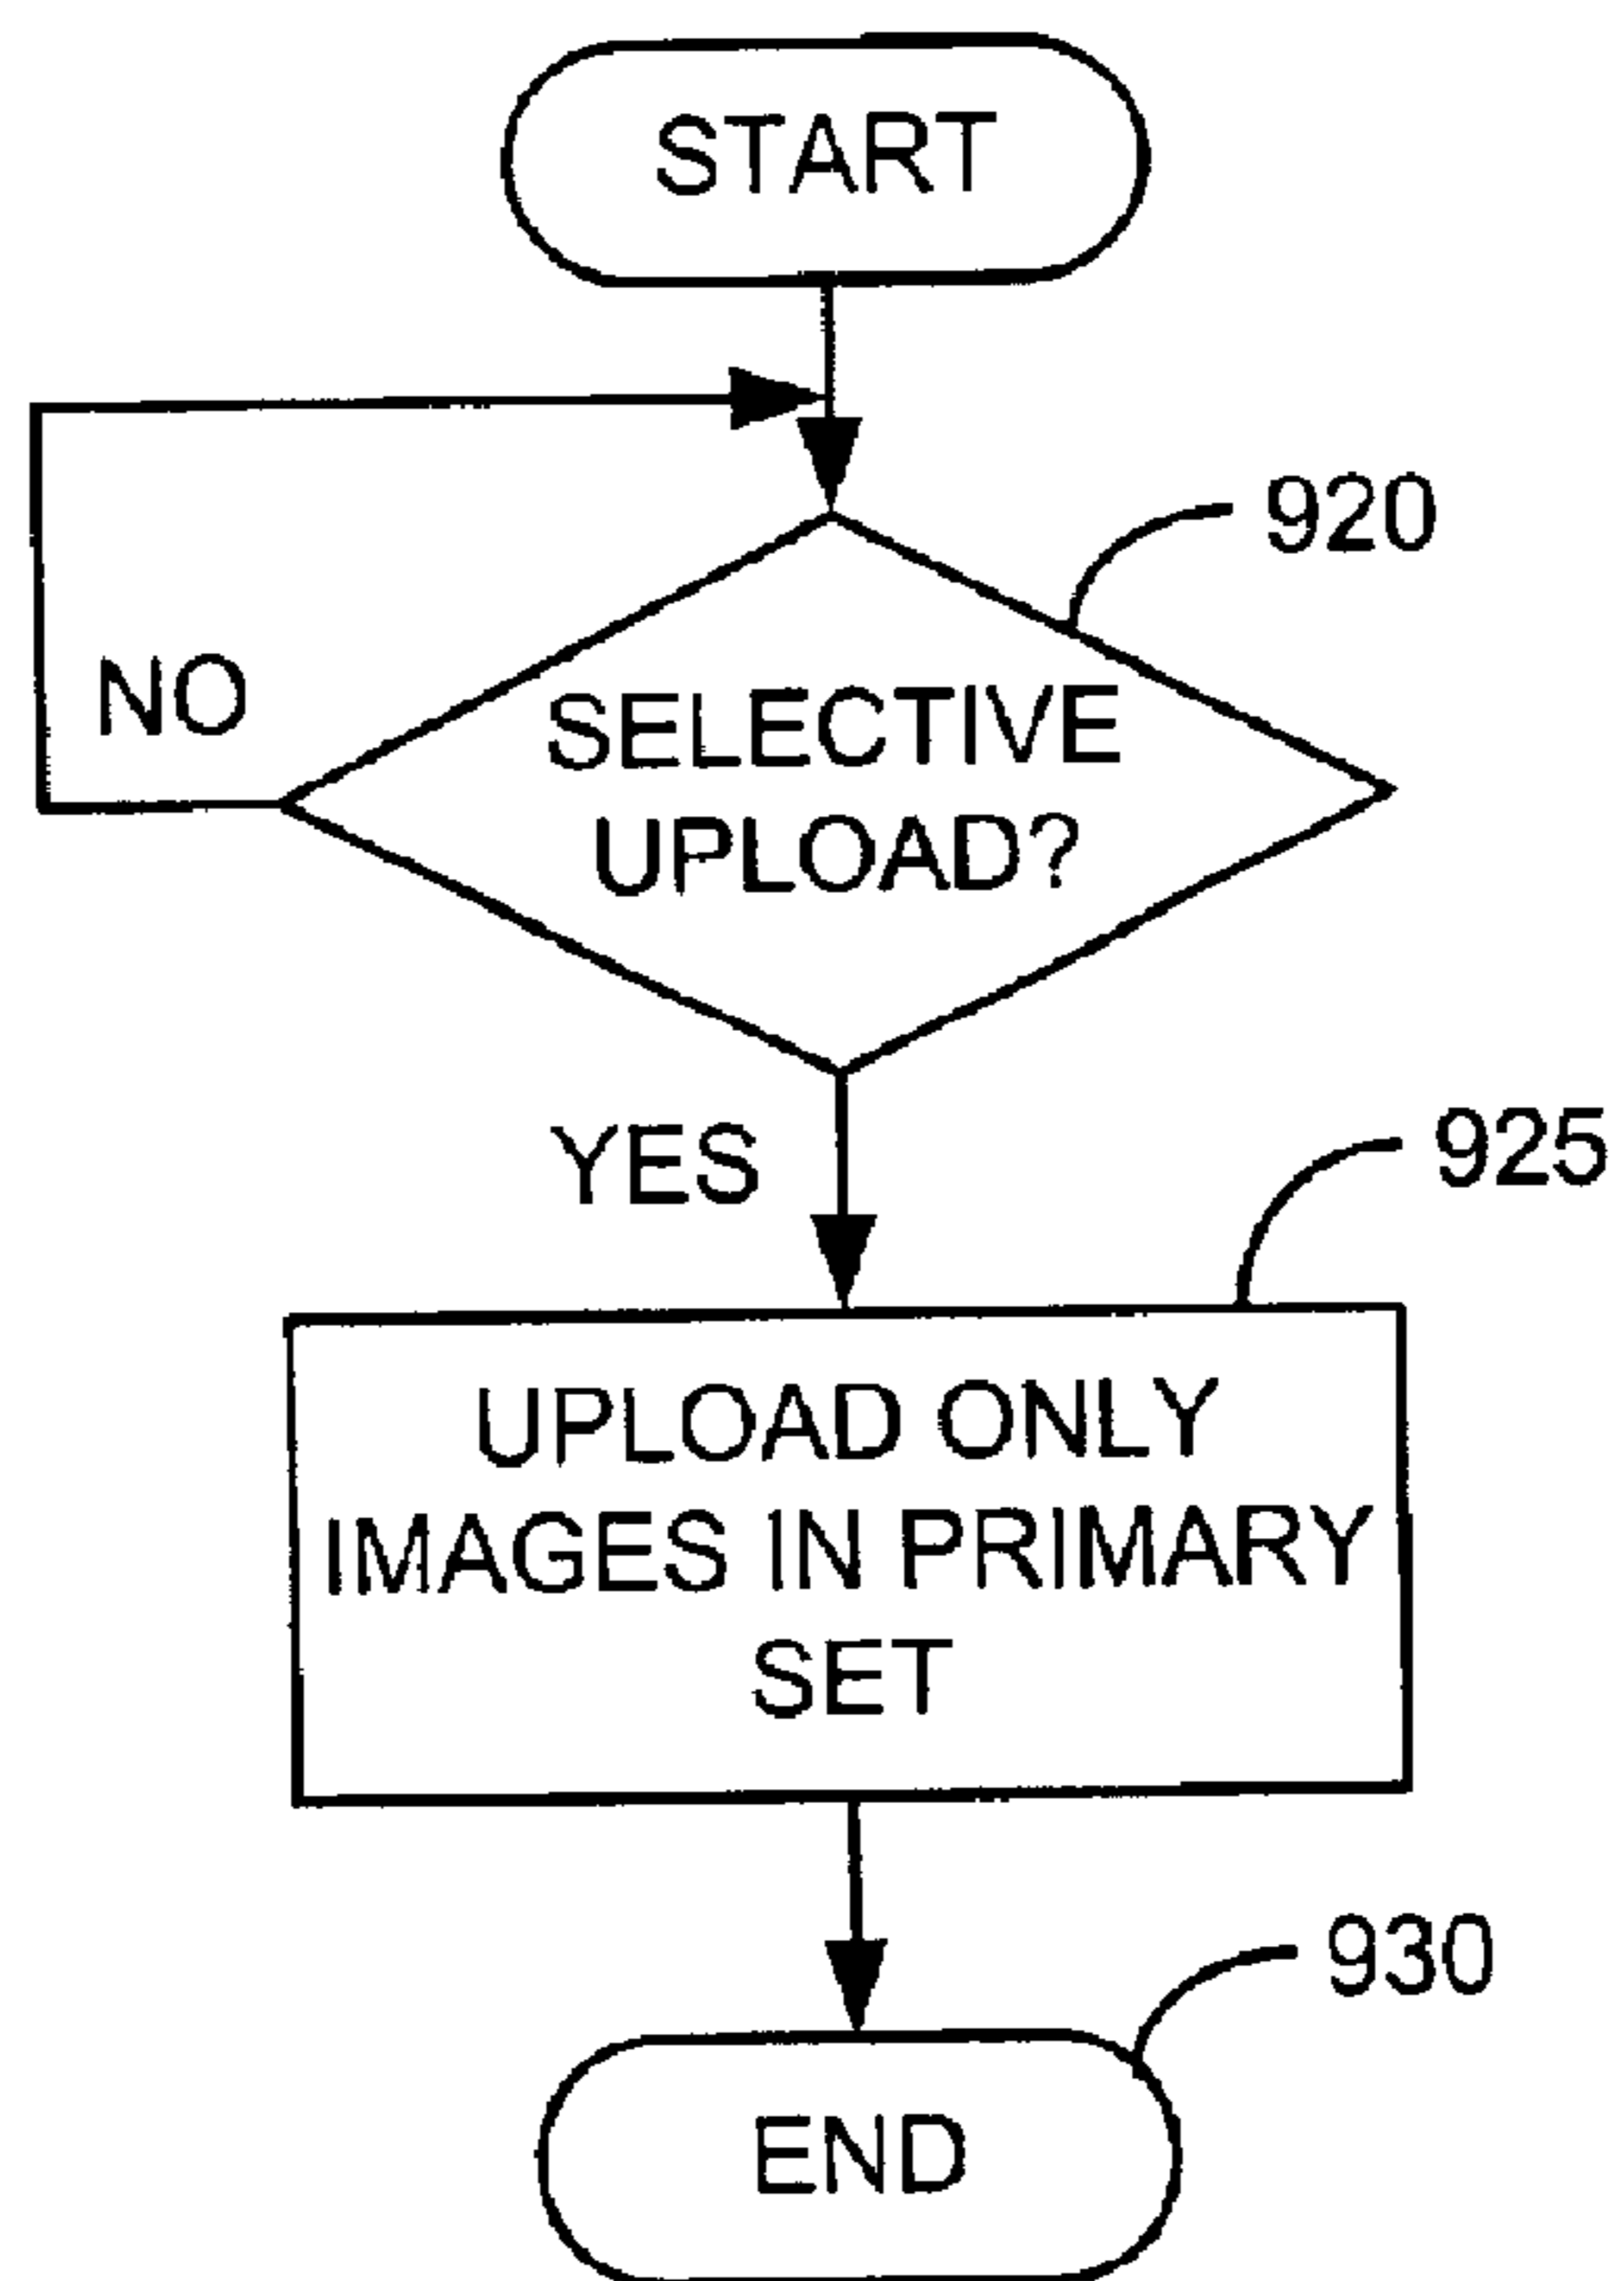 START
920
NO
SELECTIVE
UPLOAD?
YES
925
UPLOAD ONLY
IMAGES IN PRIMARY
SET
930
END